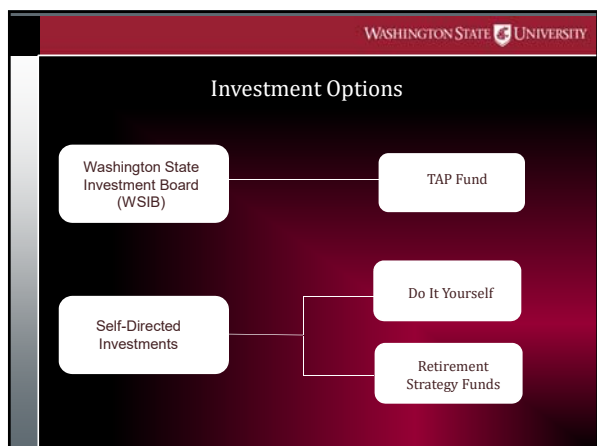 WASHINGTON STATE UNIVERSITY
Investment Options
Washington State
Investment Board
(WSIB)
TAP Fund
Do It Yourself
Self-Directed
Investments
Retirement
Strategy Funds